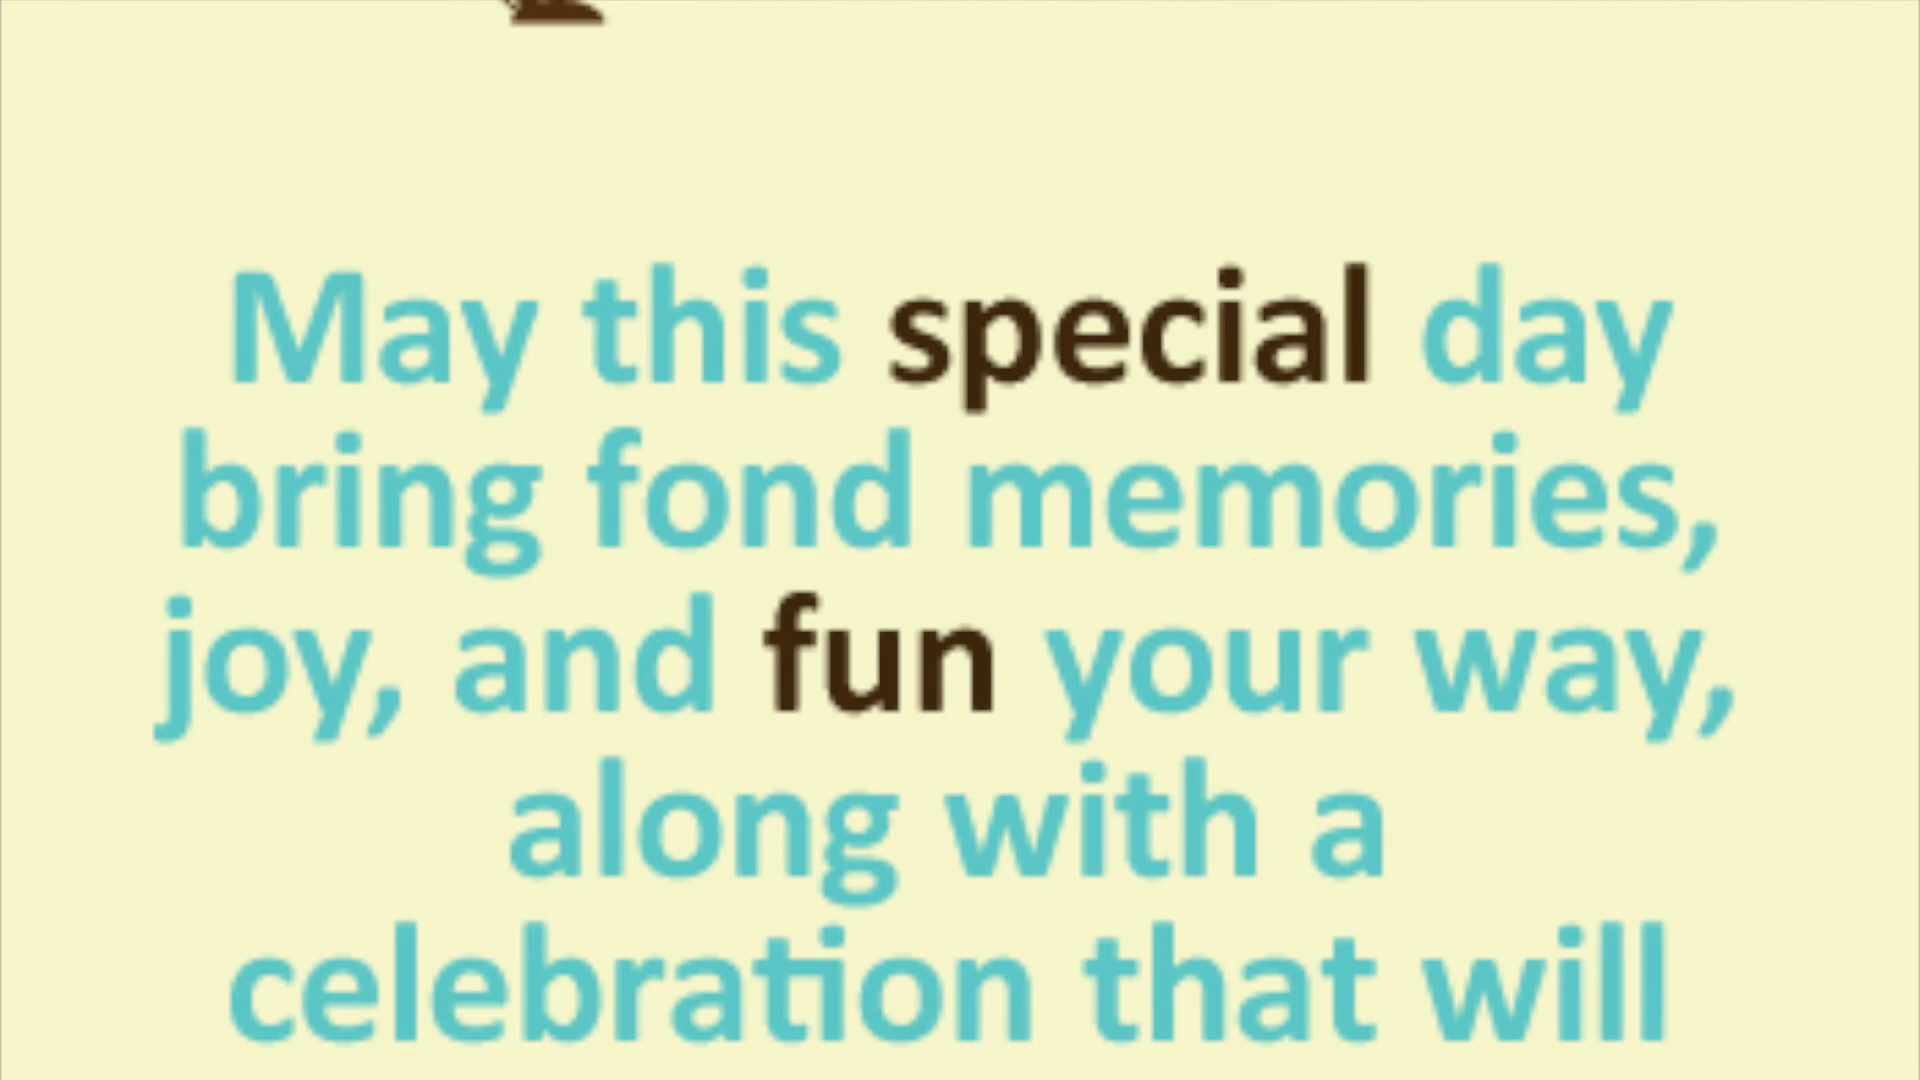 May this special day
bring fond memories,
joy, and fun your way,
along with a
celebration that will